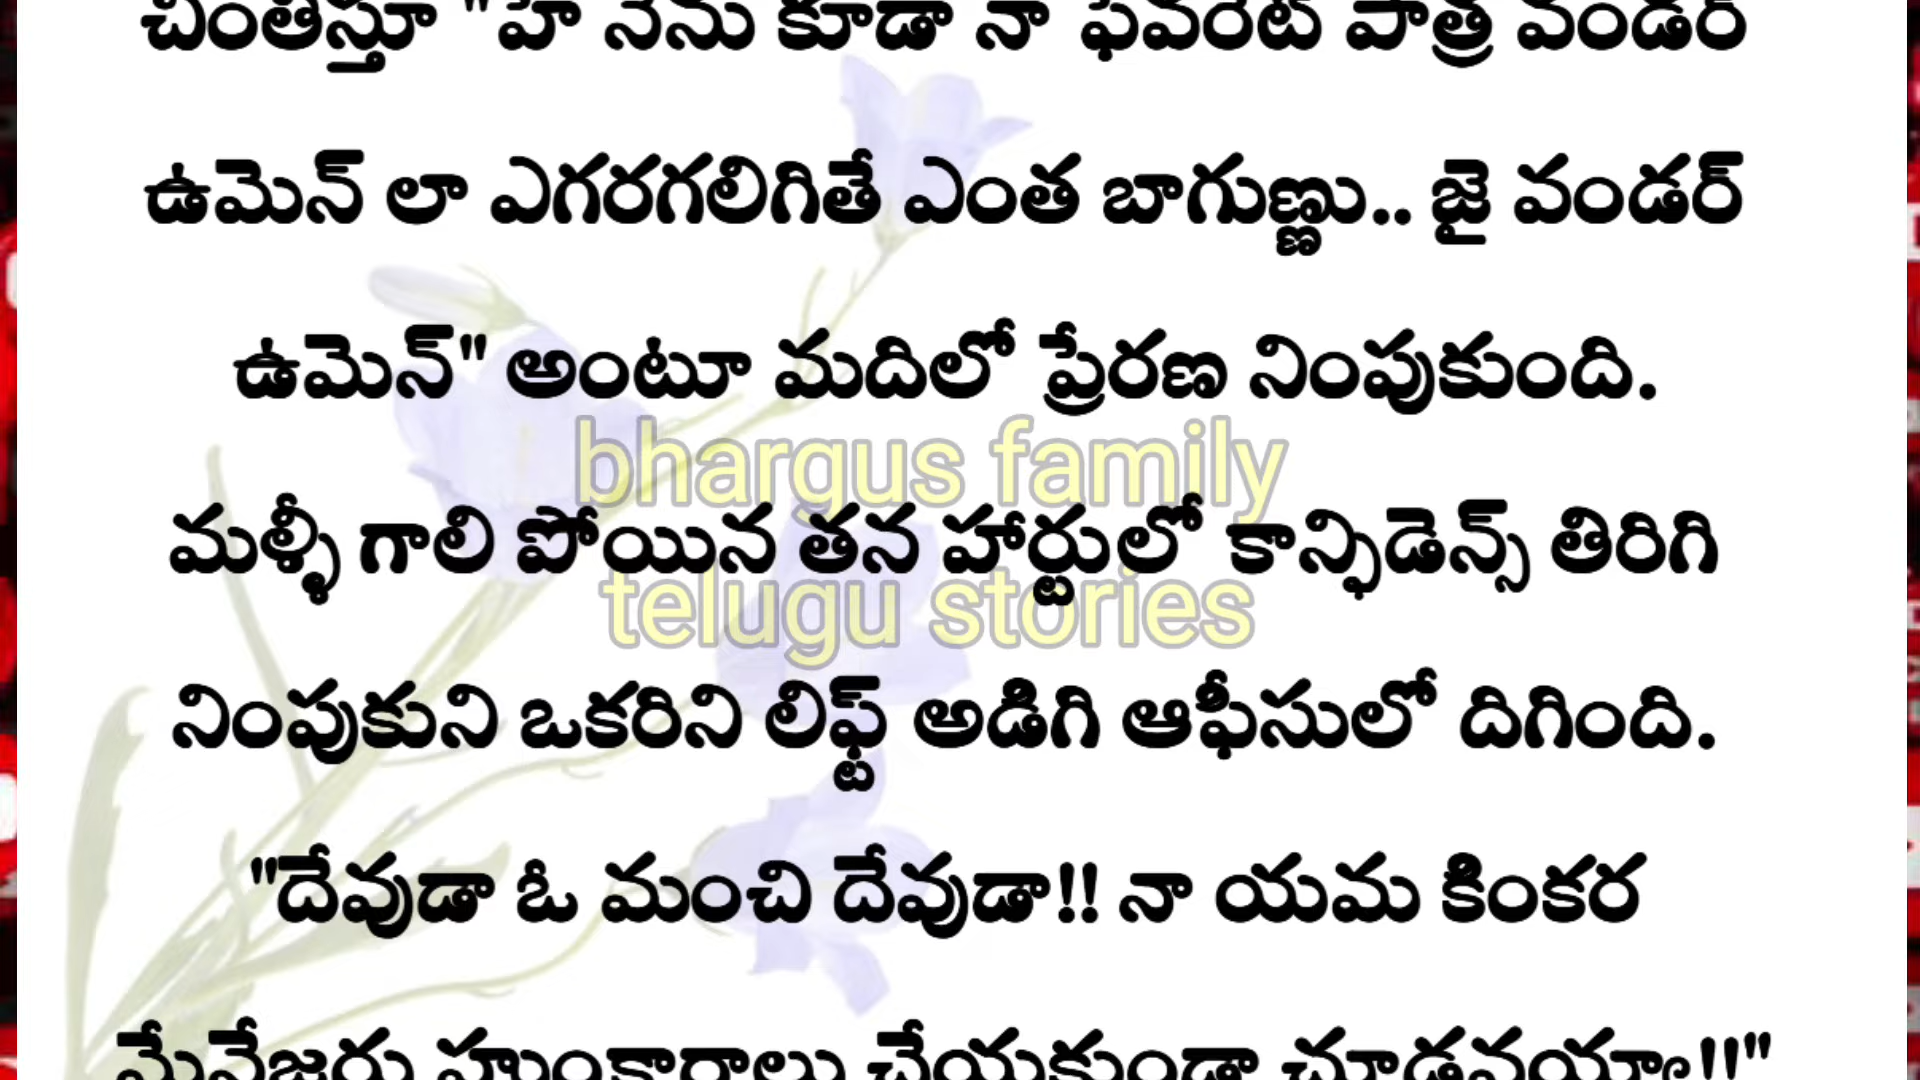 చింతిస్తూ "హే నేను కూడా నా ఫేవరేట్ పాత్ర వండర్
ఉమెన్ లా ఎగరగలిగితే ఎంత బాగుణ్ణు.. జై వండర్
ఉమెన్" అంటూ మదిలో ప్రేరణ నింపుకుంది.
bhargus family
మళ్ళీ గాలి పోయిన తన హార్టులో కాన్ఫిడెన్స్ తిరిగి
telugu stories
నింపుకుని ఒకరిని లిఫ్ట్ అడిగి ఆఫీసులో దిగింది.
"దేవుడా ఓ మంచి దేవుడా!! నా యమ కింకర
మేనేజరు హుంకారాలు చేయకుండా చూడవయ్యా!!"